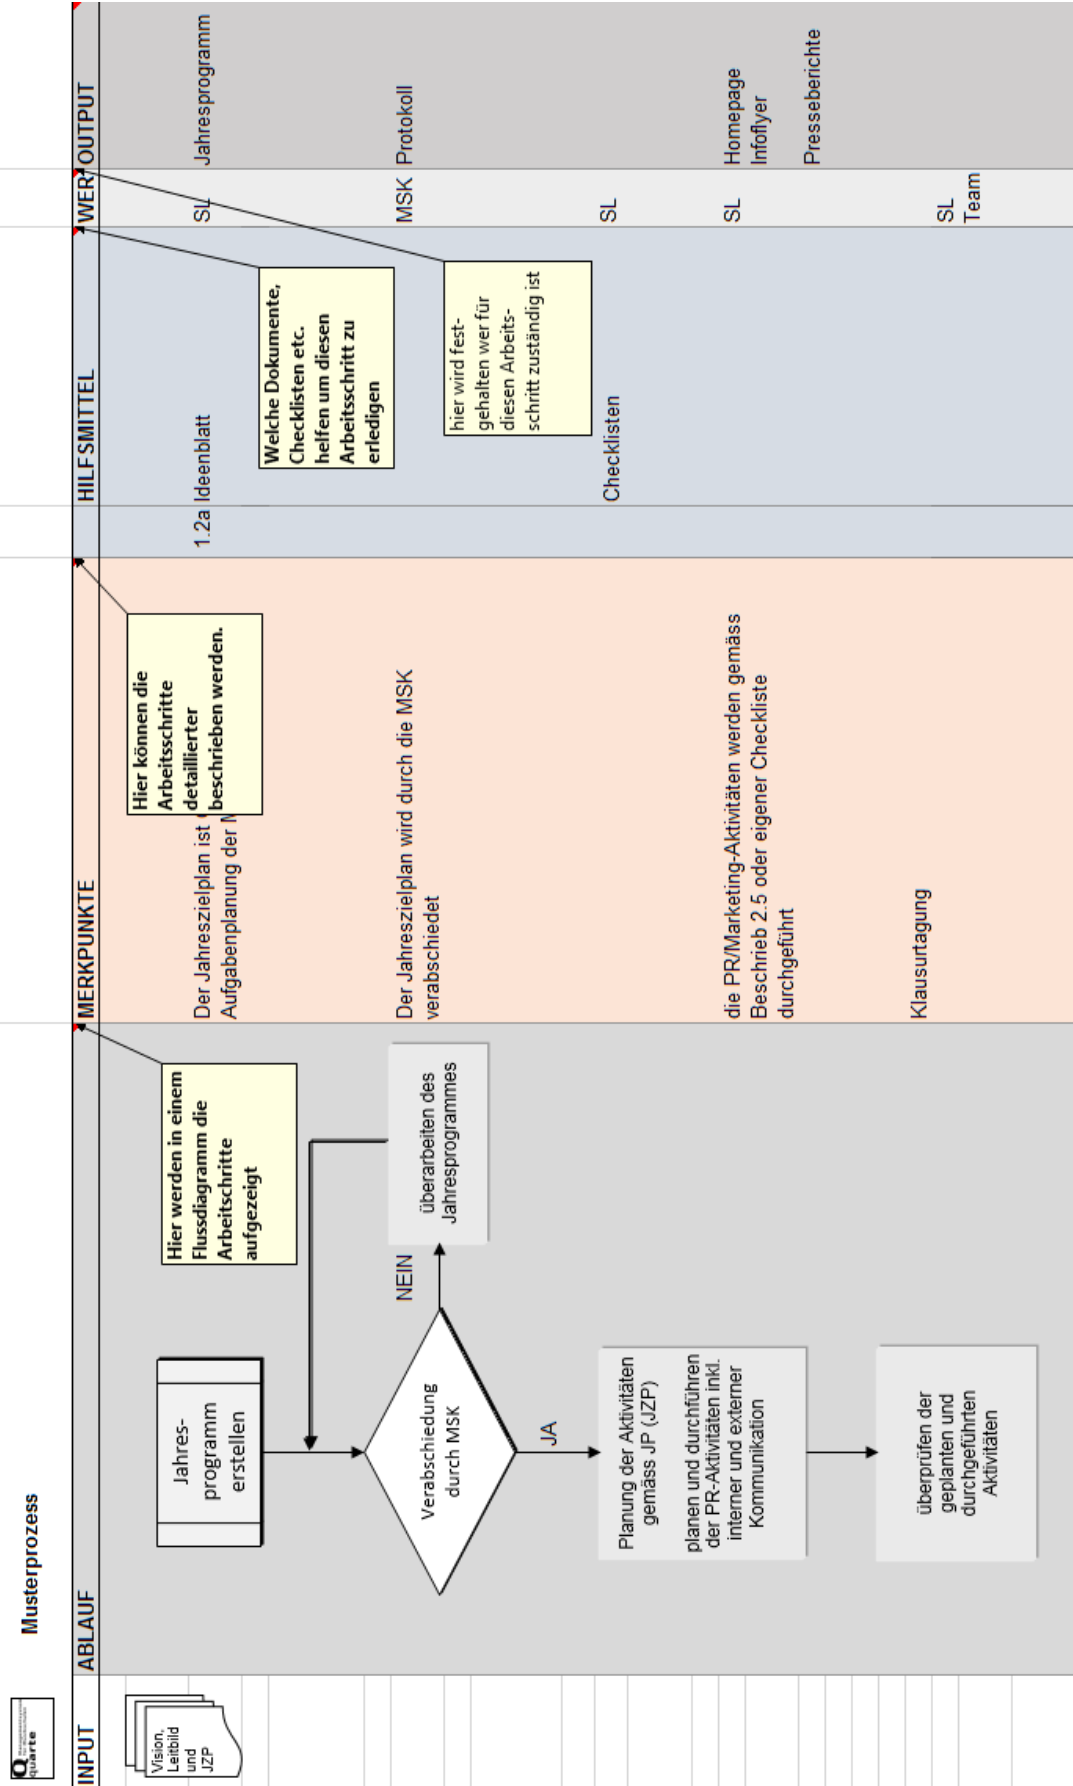 Q
quarte
Musterprozess
INPUT
ABLAUF
MERKPUNKTE
HILFSMITTEL
WER
OUTPUT
Vision,
Leitbild
und
JZP
Jahres-
programm
erstellen
Hier werden in einem
Flussdiagramm die
Arbeitschritte
aufgezeigt
Hier können die
Arbeitsschritte
detaillierter
beschrieben werden.
Der Jahreszielplan ist
Aufgabenplanung der
1.2a Ideenblatt
SL
Jahresprogramm
Welche Dokumente,
Checklisten etc.
helfen um diesen
Arbeitsschritt zu
erledigen
Verabschiedung
durch MSK
NEIN
überarbeiten des
Jahresprogrammes
Der Jahreszielplan wird durch die MSK
verabschiedet
MSK
Protokoll
hier wird fest-
gehalten wer für
diesen Arbeits-
schritt zuständig ist
JA
Planung der Aktivitäten
gemäss JP (JZP)
planen und durchführen
der PR-Aktivitäten inkl.
interner und externer
Kommunikation
Checklisten
SL
die PR/Marketing-Aktivitäten werden gemäss
Beschrieb 2.5 oder eigener Checkliste
durchgeführt
SL
Homepage
Infoflyer
Presseberichte
überprüfen der
geplanten und
durchgeführten
Aktivitäten
Klausurtagung
SL
Team